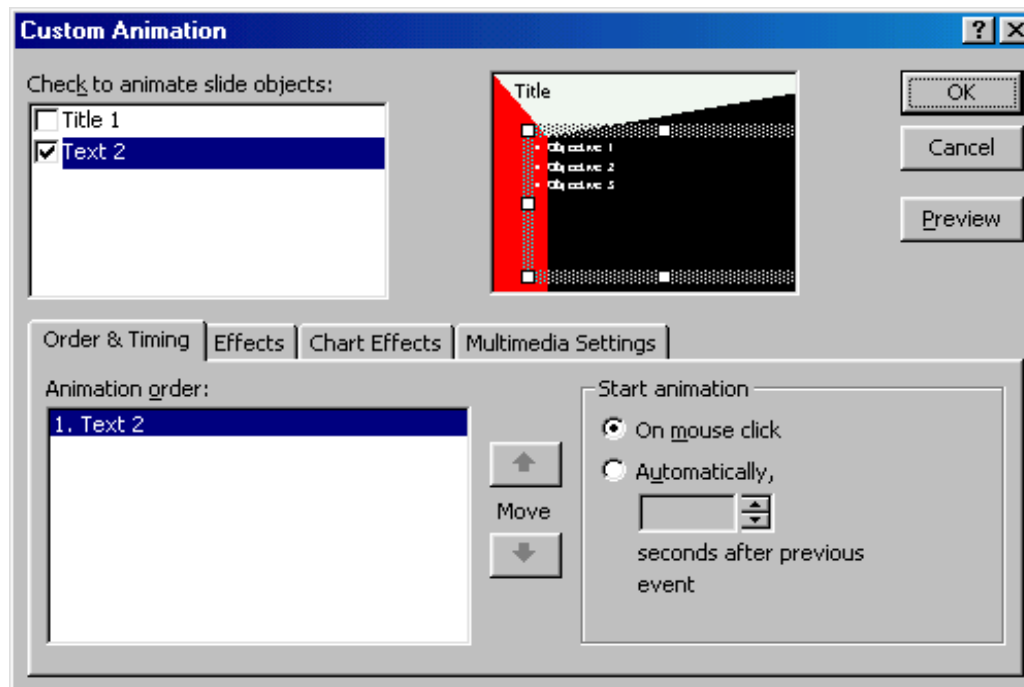 Custom Animation
Check to animate slide objects:
Title 1
Text 2
Title
• Objective 1
• Objective 2
• Objective 3
OK
Cancel
Preview
Order & Timing
Effects
Chart Effects
Multimedia Settings
Animation order:
1. Text 2
Move
Start animation
On mouse click
Automatically,
seconds after previous
event